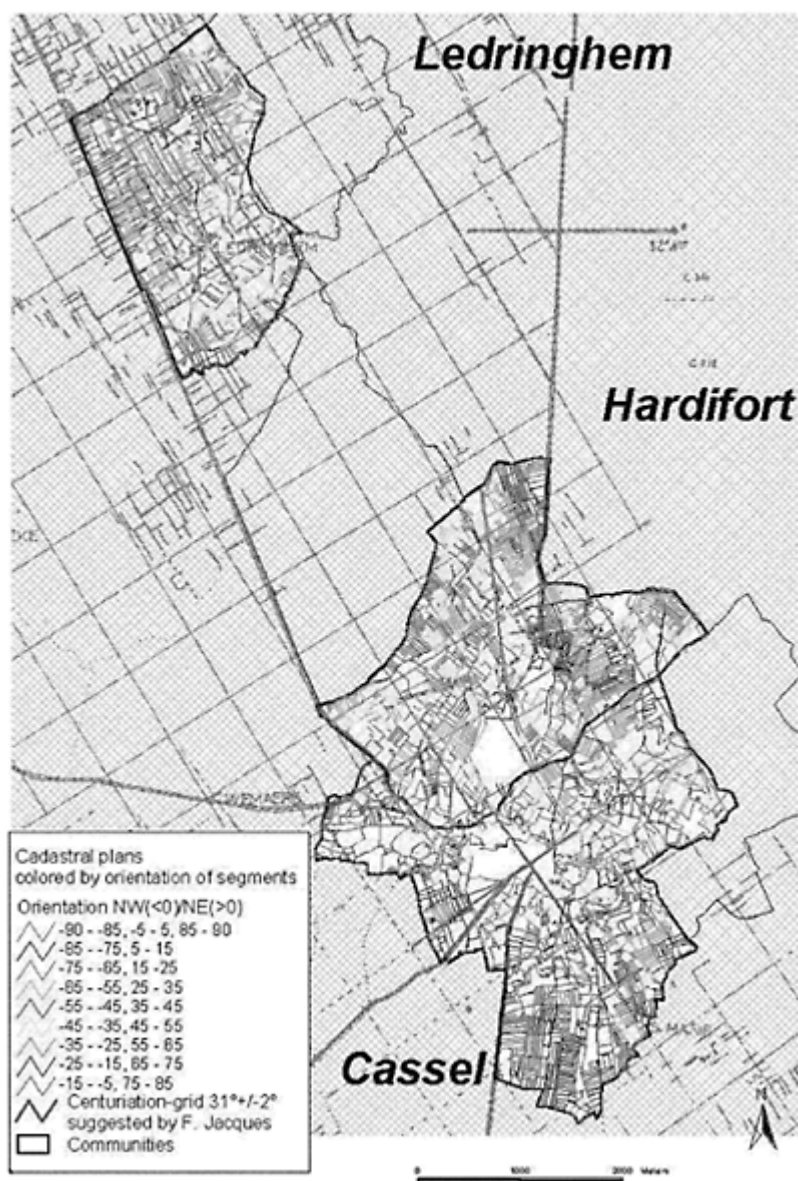 Ledringhem
Hardifort
Cassel
Cadastral plans
colored by orientation of segments
Orientation NW(<0)/NE(>0)
-90 - -85, -5 - 5, 85 - 90
-85 - -75, 5 - 15
-75 - -65, 15 -25
-65 - -55, 25 - 35
-55 - -45, 35 - 45
-45 - -35, 45 - 55
-35 - -25, 55 - 65
-25 - -15, 65 - 75
-15 - -5, 75 - 85
Centuriation-grid 31°+/-2°
suggested by F. Jacques
Communities
N
0 1000 2000 Meters